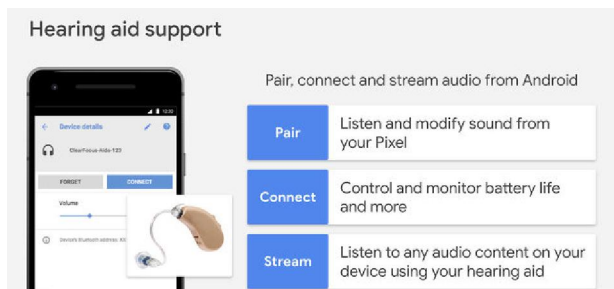 Hearing aid support
Device details
FORGET
CONNECT
Volume
Pair, connect and stream audio from Android
Pair
Listen and modify sound from
your Pixel
Connect
Control and monitor battery life
and more
Stream
Listen to any audio content on your
device using your hearing aid